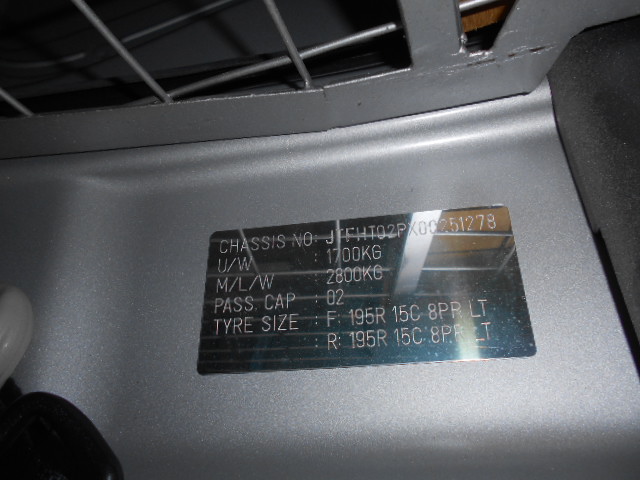 CHASSIS NO: JTFHT02PX00251278
U/W : 1700KG
M/L/W : 2800KG
PASS. CAP : 02
TYRE SIZE : F: 195R 15C 8PR LT
: R: 195R 15C 8PR LT